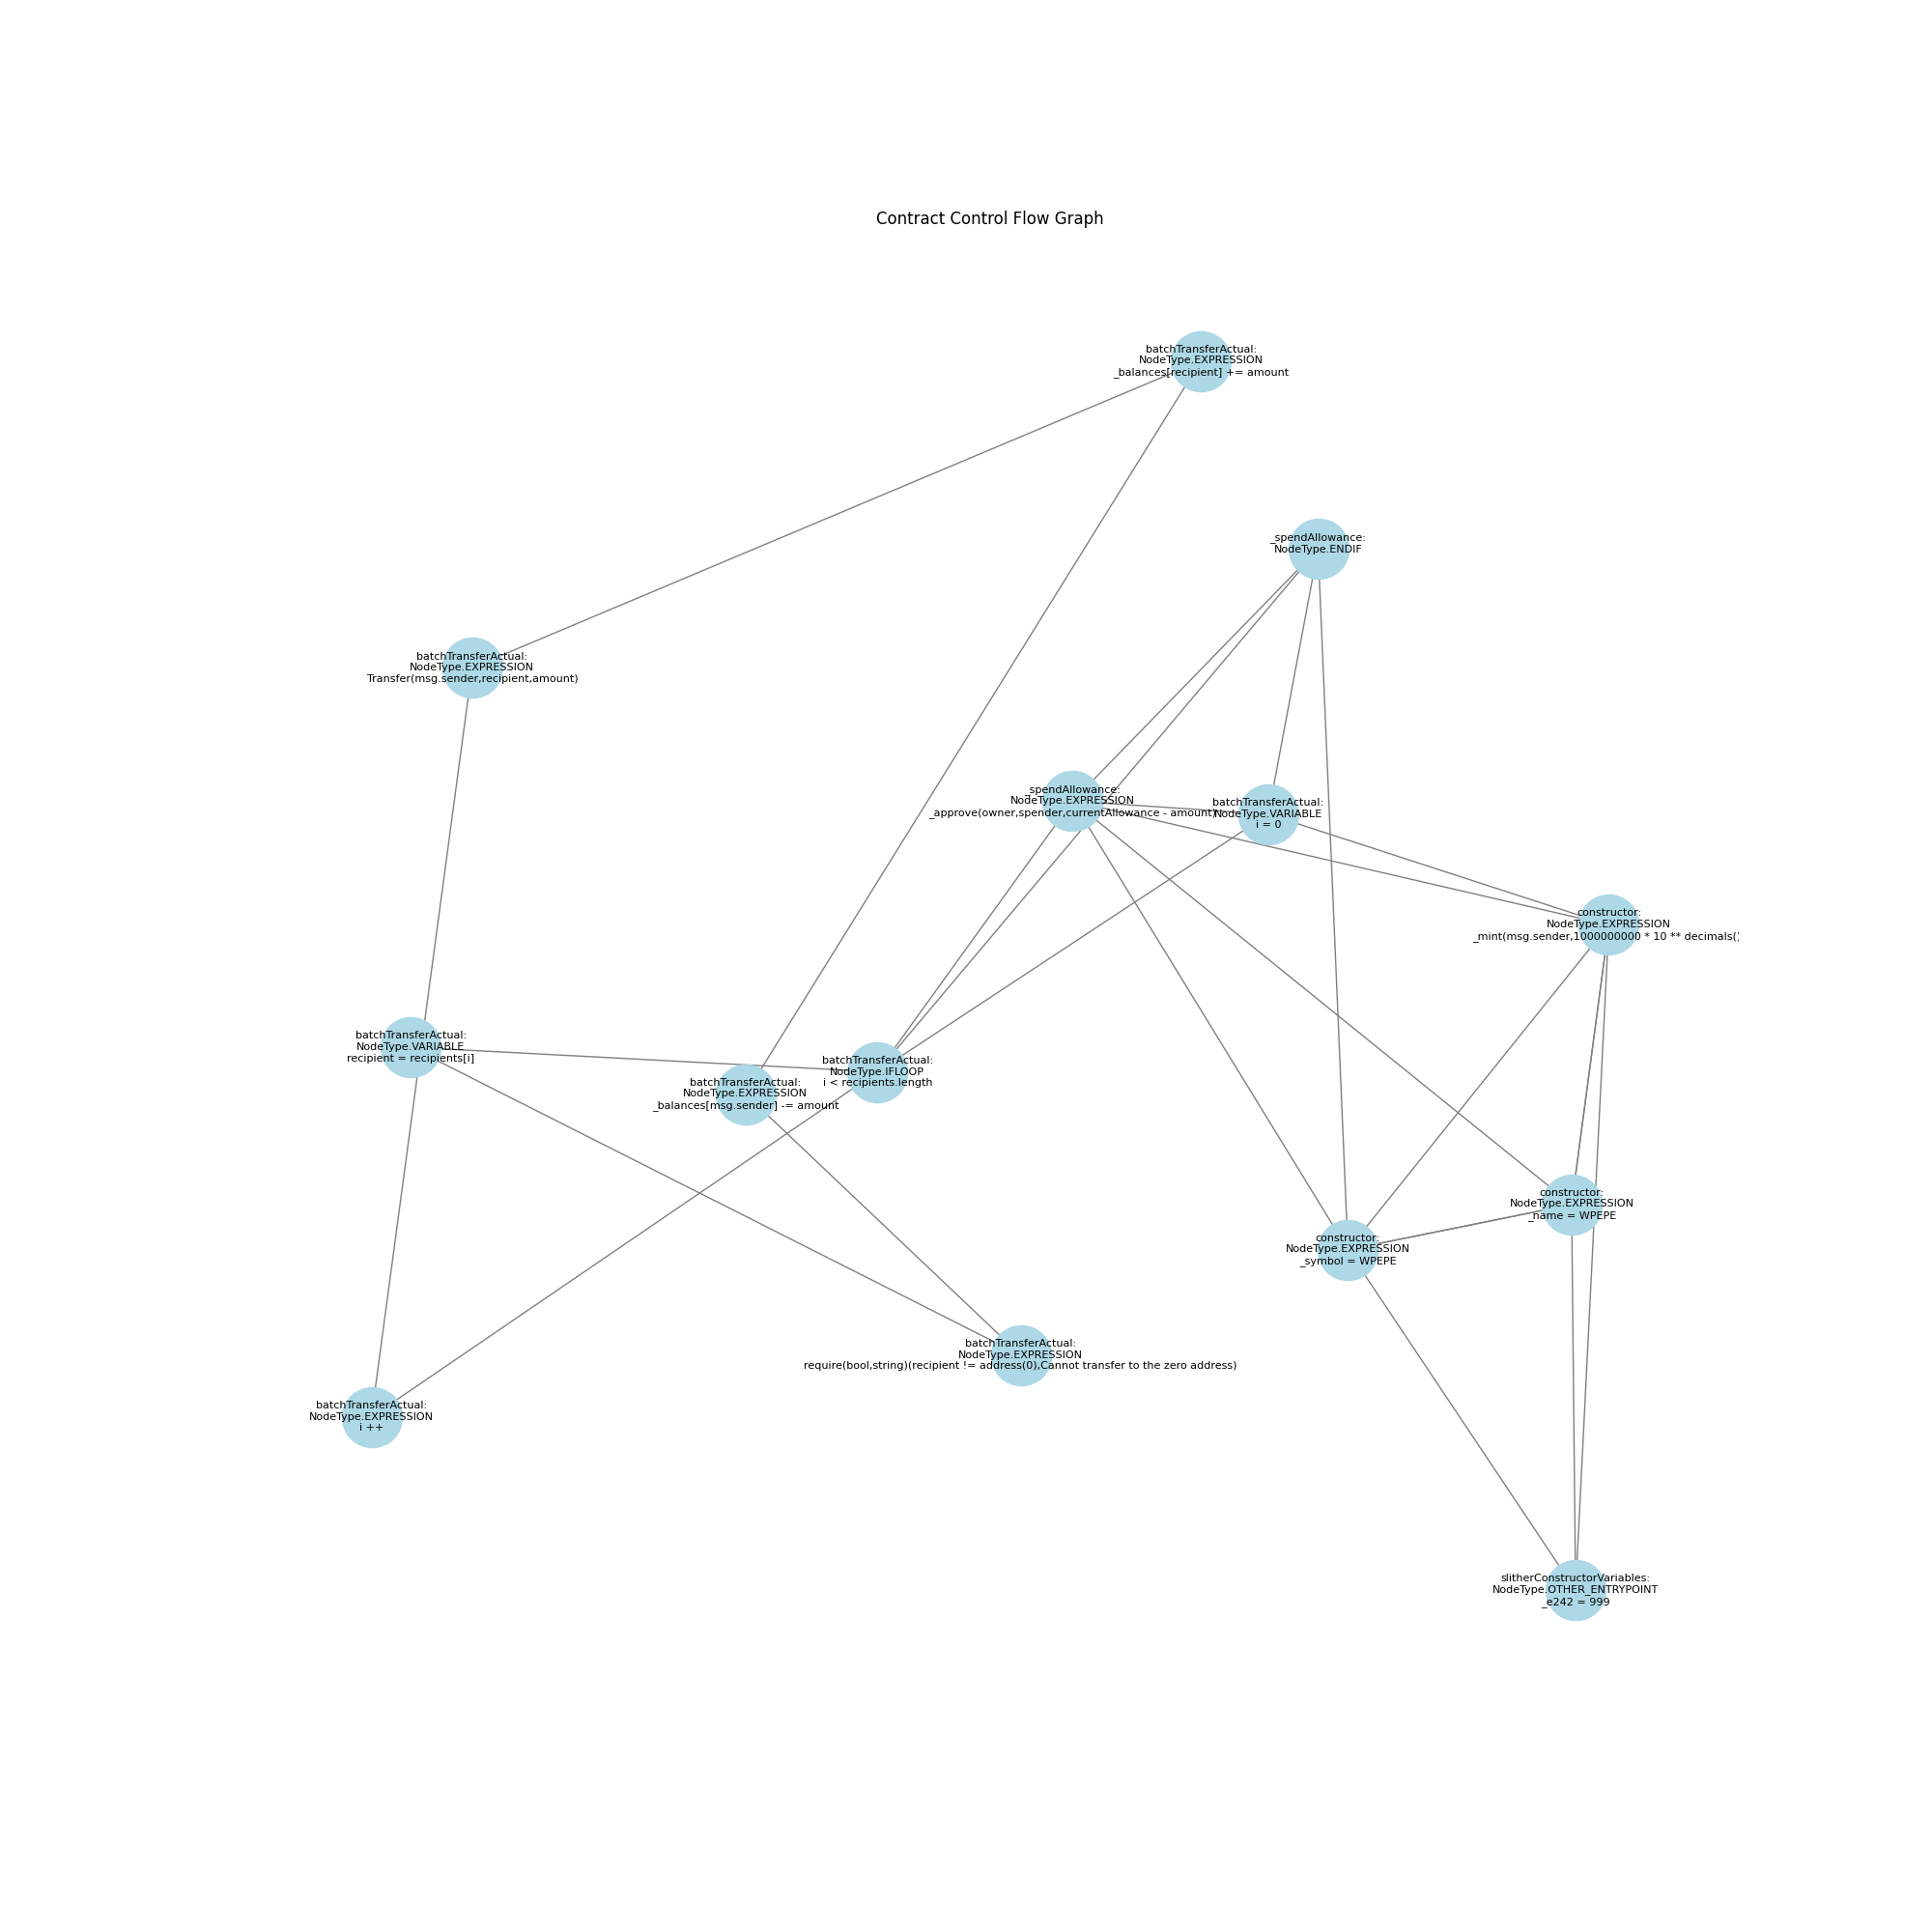 Contract Control Flow Graph
batchTransferActual:
NodeType.EXPRESSION
_balances[recipient] += amount
_spendAllowance:
NodeType.ENDIF
batchTransferActual:
NodeType.EXPRESSION
Transfer(msg.sender,recipient,amount)
_spendAllowance:
NodeType.EXPRESSION
_approve(owner,spender,currentAllowance - amount)
batchTransferActual:
NodeType.VARIABLE
i = 0
constructor:
NodeType.EXPRESSION
_mint(msg.sender,1000000000 * 10 ** decimals()
batchTransferActual:
NodeType.VARIABLE
recipient = recipients[i]
batchTransferActual:
NodeType.IFLOOP
i < recipients.length
batchTransferActual:
NodeType.EXPRESSION
_balances[msg.sender] -= amount
constructor:
NodeType.EXPRESSION
_name = WPEPE
constructor:
NodeType.EXPRESSION
_symbol = WPEPE
batchTransferActual:
NodeType.EXPRESSION
require(bool,string)(recipient != address(0),Cannot transfer to the zero address)
batchTransferActual:
NodeType.EXPRESSION
i ++
slitherConstructorVariables:
NodeType.OTHER_ENTRYPOINT
_e242 = 999